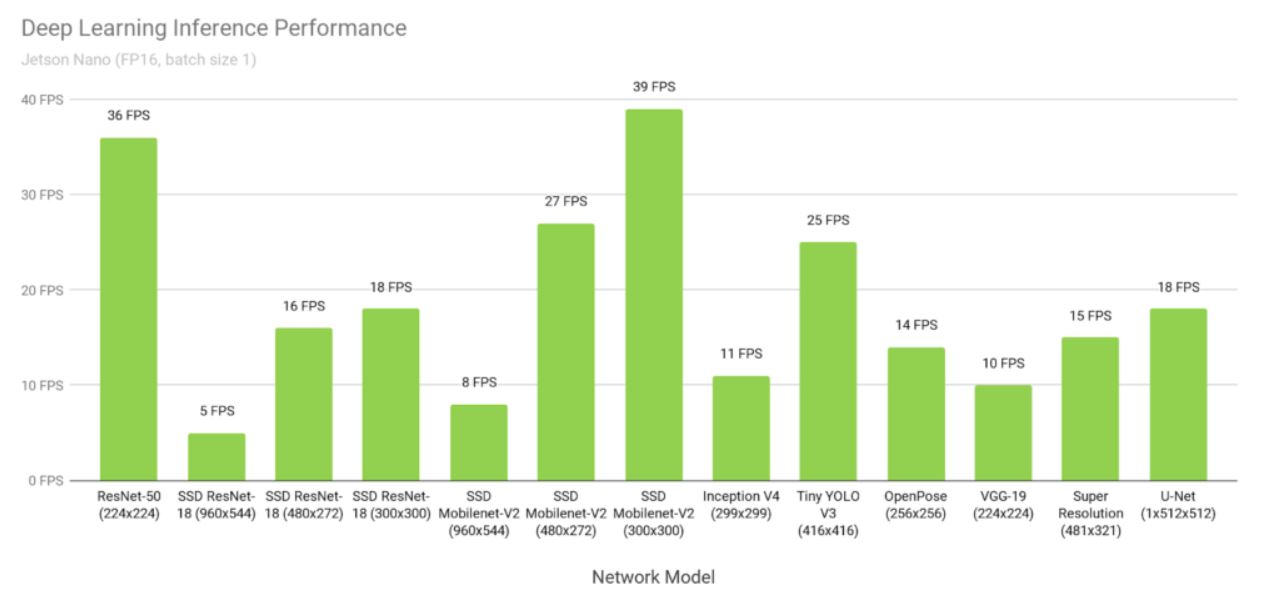 Deep Learning Inference Performance
Jetson Nano (FP16, batch size 1)
40 FPS
30 FPS
20 FPS
10 FPS
0 FPS
36 FPS
5 FPS
16 FPS
18 FPS
8 FPS
27 FPS
39 FPS
11 FPS
25 FPS
14 FPS
10 FPS
15 FPS
18 FPS
ResNet-50
(224x224)
SSD ResNet-
18 (960x544)
SSD ResNet-
18 (480x272)
SSD ResNet-
18 (300x300)
SSD
Mobilenet-V2
(960x544)
SSD
Mobilenet-V2
(480x272)
SSD
Mobilenet-V2
(300x300)
Inception V4
(299x299)
Tiny YOLO
V3
(416x416)
OpenPose
(256x256)
VGG-19
(224x224)
Super
Resolution
(481x321)
U-Net
(1x512x512)
Network Model